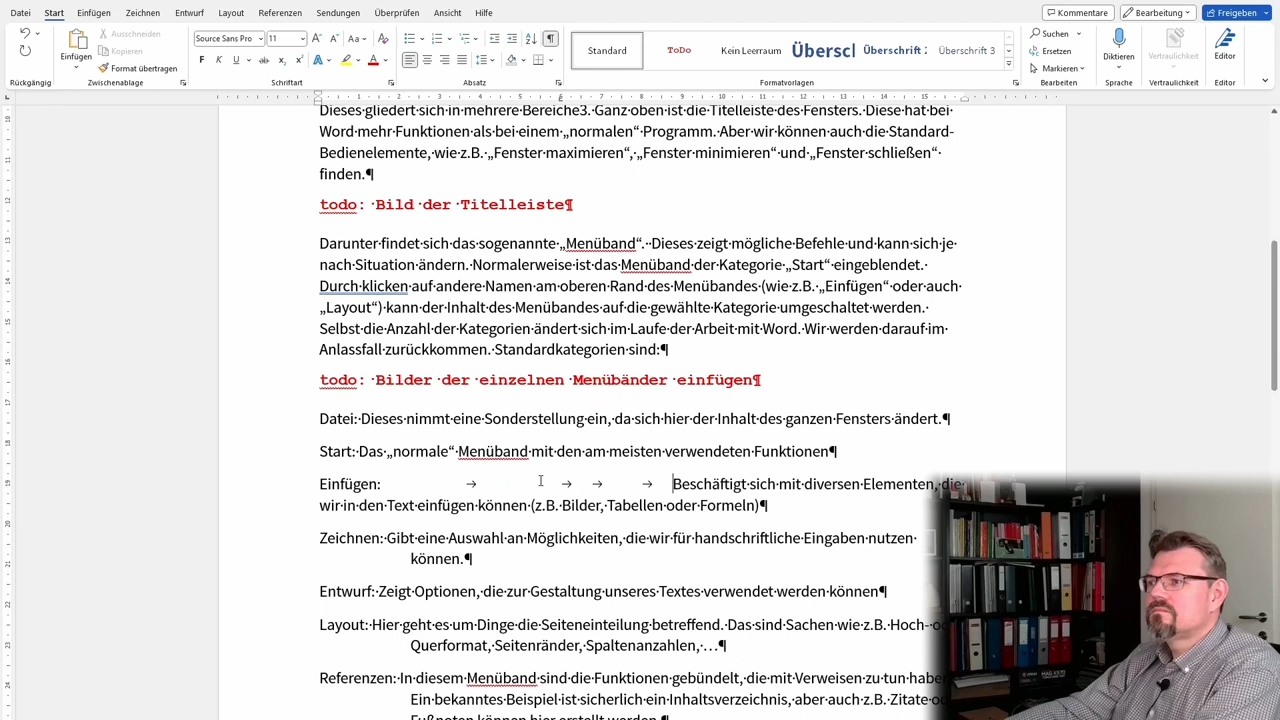 Datei Start Einfügen Zeichnen Entwurf Layout Referenzen Sendungen Überprüfen Ansicht Hilfe Kommentare Bearbeitung Freigeben
Ausschneiden
Kopieren
Einfügen
Format übertragen
Source Sans Pro 11
Standard
ToDo
Kein Leerraum
Überscl
Überschrift 2
Überschrift 3
Suchen
Ersetzen
Markieren
Diktieren
Vertraulichkeit
Editor
Rückgängig Zwischenablage Schriftart Absatz Formatvorlagen Bearbeiten Sprache Vertraulichkeit Editor
Dieses·gliedert·sich·in·mehrere·Bereiche3.·Ganz·oben·ist·die·Titelleiste·des·Fensters.·Diese·hat·bei·
Word·mehr·Funktionen·als·bei·einem·„normalen“·Programm.·Aber·wir·können·auch·die·Standard-
Bedienelemente,·wie·z.B.·„Fenster·maximieren“,·„Fenster·minimieren“·und·„Fenster·schließen“·
finden.¶
todo:·Bild·der·Titelleiste¶
Darunter·findet·sich·das·sogenannte·„Menüband“.··Dieses·zeigt·mögliche·Befehle·und·kann·sich·je·
nach·Situation·ändern.·Normalerweise·ist·das·Menüband·der·Kategorie·„Start“·eingeblendet.·
Durch·klicken·auf·andere·Namen·am·oberen·Rand·des·Menübandes·(wie·z.B.·„Einfügen“·oder·auch·
„Layout“)·kann·der·Inhalt·des·Menübandes·auf·die·gewählte·Kategorie·umgeschaltet·werden.·
Selbst·die·Anzahl·der·Kategorien·ändert·sich·im·Laufe·der·Arbeit·mit·Word.·Wir·werden·darauf·im·
Anlassfall·zurückkommen.·Standardkategorien·sind:¶
todo:·Bilder·der·einzelnen·Menübänder·einfügen¶
Datei:·Dieses·nimmt·eine·Sonderstellung·ein,·da·sich·hier·der·Inhalt·des·ganzen·Fensters·ändert.¶
Start:·Das·„normale“·Menüband·mit·den·am·meisten·verwendeten·Funktionen¶
Einfügen: → → → → Beschäftigt·sich·mit·diversen·Elementen,·die·
wir·in·den·Text·einfügen·können·(z.B.·Bilder,·Tabellen·oder·Formeln)¶
Zeichnen:·Gibt·eine·Auswahl·an·Möglichkeiten,·die·wir·für·handschriftliche·Eingaben·nutzen·
können.¶
Entwurf:·Zeigt·Optionen,·die·zur·Gestaltung·unseres·Textes·verwendet·werden·können¶
Layout:·Hier·geht·es·um·Dinge·die·Seiteneinteilung·betreffend.·Das·sind·Sachen·wie·z.B.·Hoch-
Querformat,·Seitenränder,·Spaltenanzahlen,·…¶
Referenzen:·In·diesem·Menüband·sind·die·Funktionen·gebündelt,·die·mit·Verweisen·zu·tun
Ein·bekanntes·Beispiel·ist·sicherlich·ein·Inhaltsverzeichnis,·aber·auch·z.B.·Zitate
Fußnoten·können·hier·erstellt·werden.¶